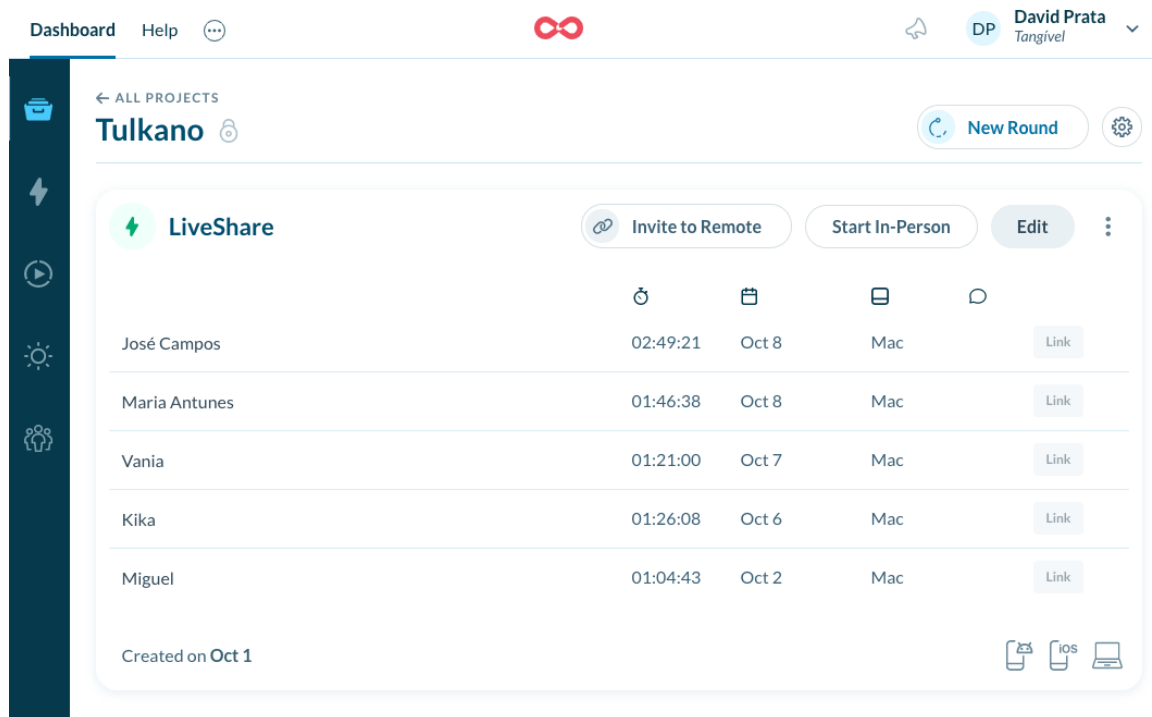 Dashboard Help
DP David Prata
Tangível
ALL PROJECTS
Tulkano
New Round
LiveShare
Invite to Remote Start In-Person Edit
José Campos 02:49:21 Oct 8 Mac Link
Maria Antunes 01:46:38 Oct 8 Mac Link
Vania 01:21:00 Oct 7 Mac Link
Kika 01:26:08 Oct 6 Mac Link
Miguel 01:04:43 Oct 2 Mac Link
Created on Oct 1
iOS